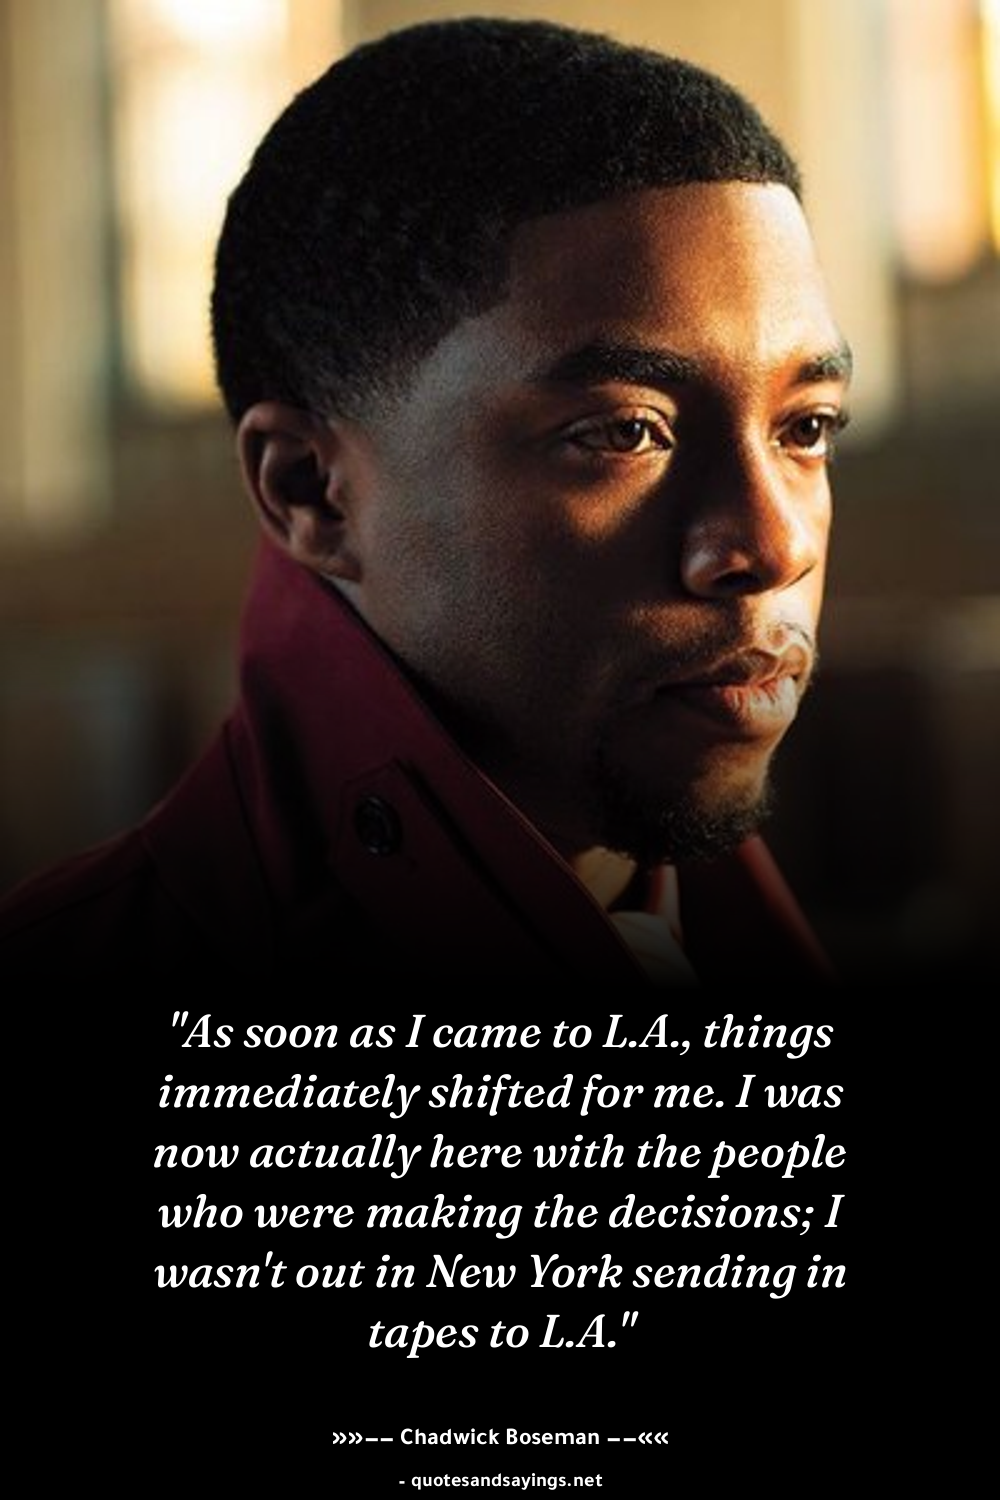 "As soon as I came to L.A., things
immediately shifted for me. I was
now actually here with the people
who were making the decisions; I
wasn't out in New York sending in
tapes to L.A."
»»–– Chadwick Boseman ––««
- quotesandsayings.net